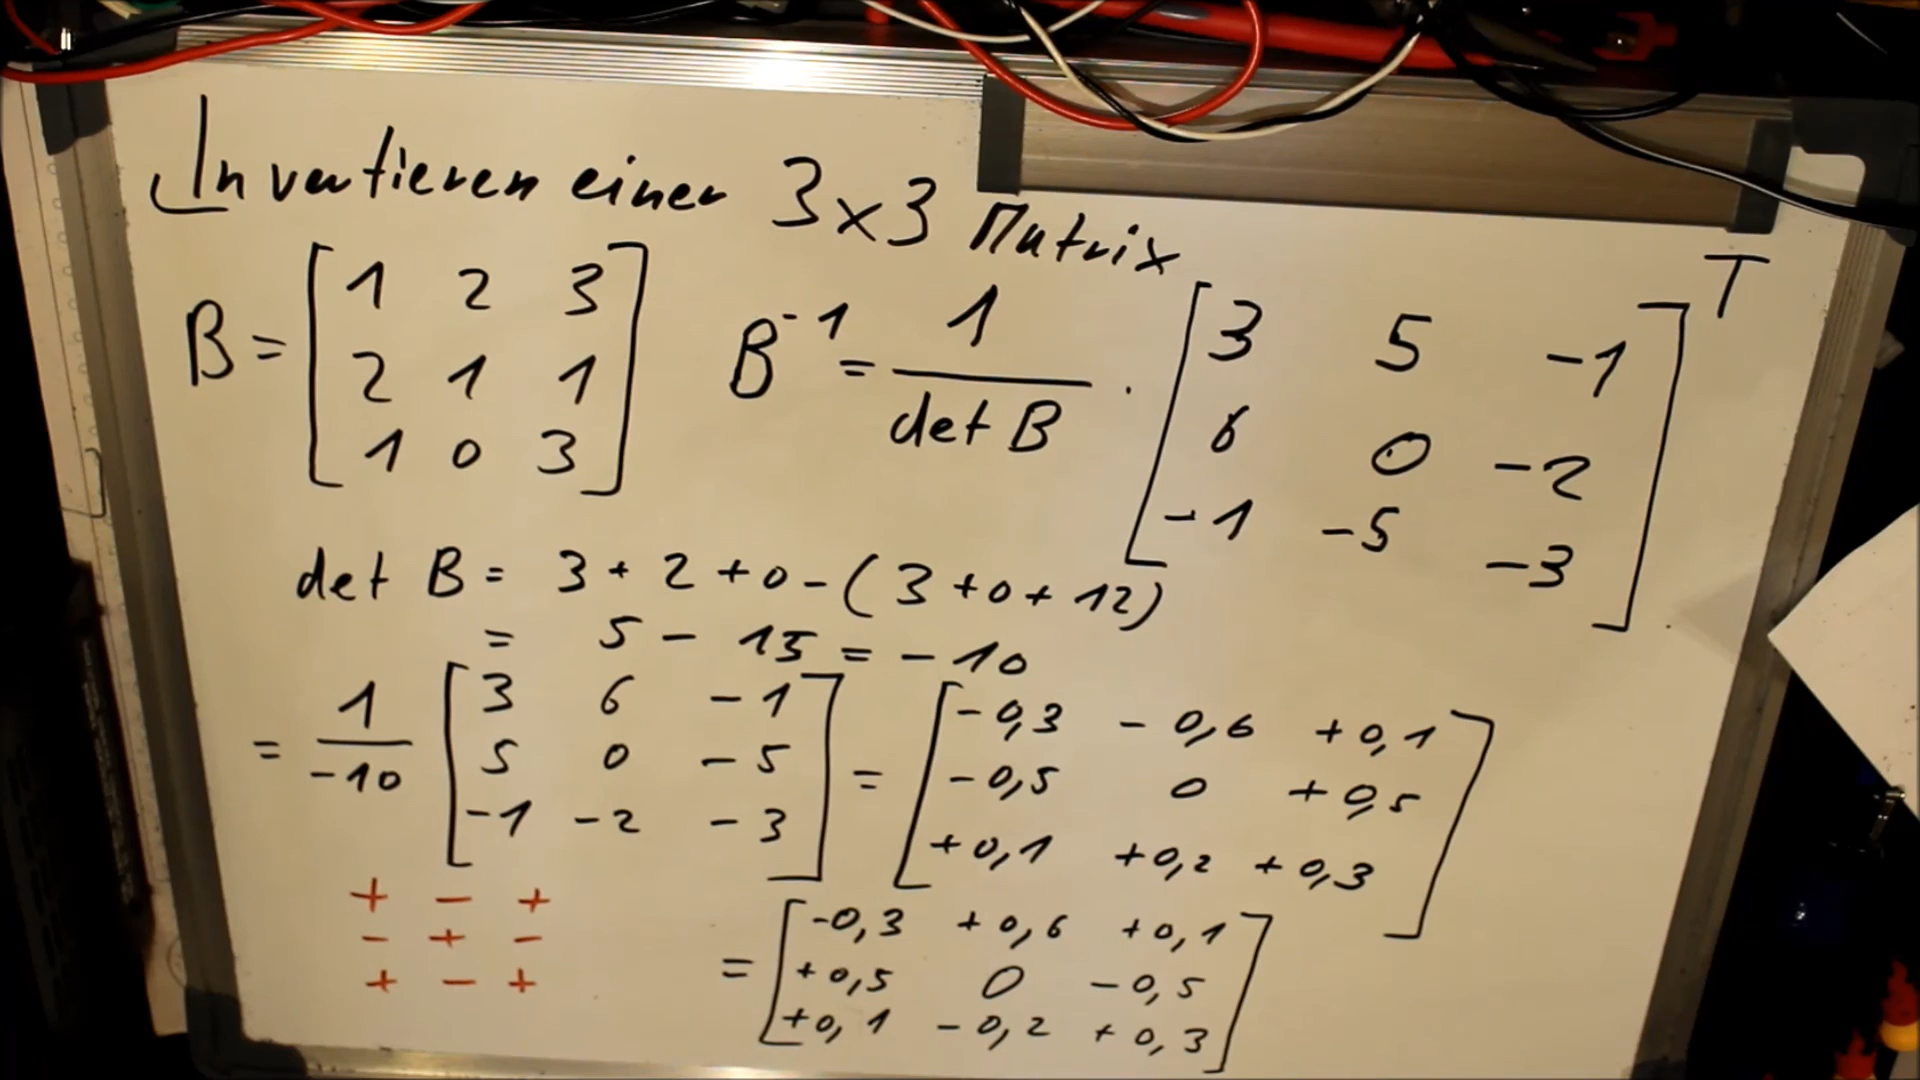 Invertieren einer 3x3 Matrix
B = [1 2 3; 2 1 1; 1 0 3] B⁻¹ = 1/det B · [3 5 -1; 6 0 -2; -1 -5 -3]ᵀ
det B = 3 + 2 + 0 - (3 + 0 + 12)
= 5 - 15 = -10
= 1/-10 [3 6 -1; 5 0 -5; -1 -2 -3] = [-0,3 -0,6 +0,1; -0,5 0 +0,5; +0,1 +0,2 +0,3]
+ - +
- + -
+ - +
= [-0,3 +0,6 +0,1; +0,5 0 -0,5; +0,1 -0,2 +0,3]